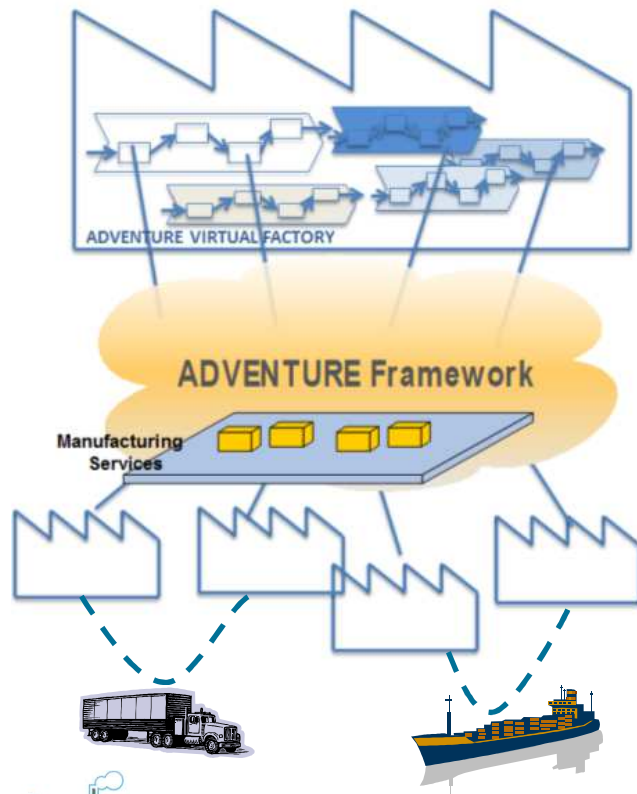 ADVENTURE VIRTUAL FACTORY
ADVENTURE Framework
Manufacturing
Services